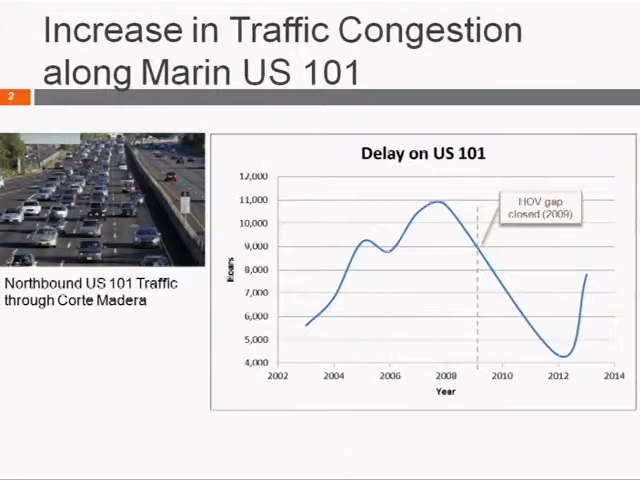 Increase in Traffic Congestion
along Marin US 101
2
Northbound US 101 Traffic
through Corte Madera
Delay on US 101
12,000
11,000
10,000
9,000
8,000
7,000
6,000
5,000
4,000
Hours
HOV gap
closed (2009)
2002 2004 2006 2008 2010 2012 2014
Year